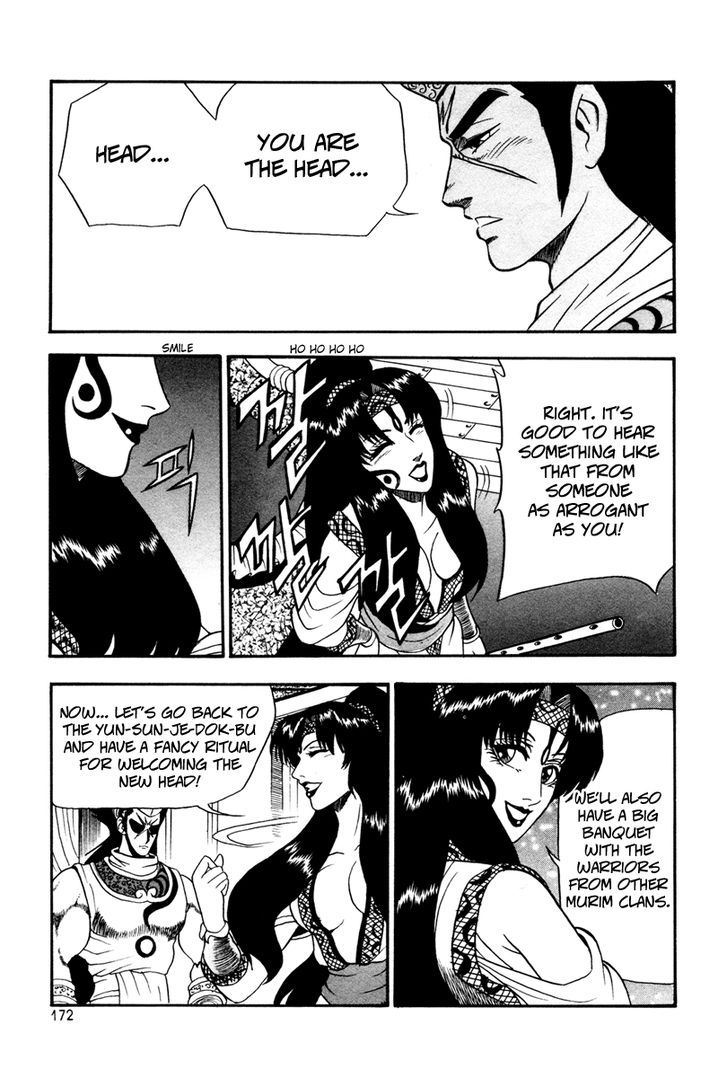 HEAD...
YOU ARE
THE HEAD...
SMILE
HO HO HO HO
RIGHT. IT'S
GOOD TO HEAR
SOMETHING LIKE
THAT FROM
SOMEONE
AS ARROGANT
AS YOU!
NOW... LET'S GO BACK TO
THE YUN-SUN-JE-DOK-BU
AND HAVE A FANCY RITUAL
FOR WELCOMING THE
NEW HEAD!
WE'LL ALSO
HAVE A BIG
BANQUET
WITH THE
WARRIORS
FROM OTHER
MURIM CLANS.
172